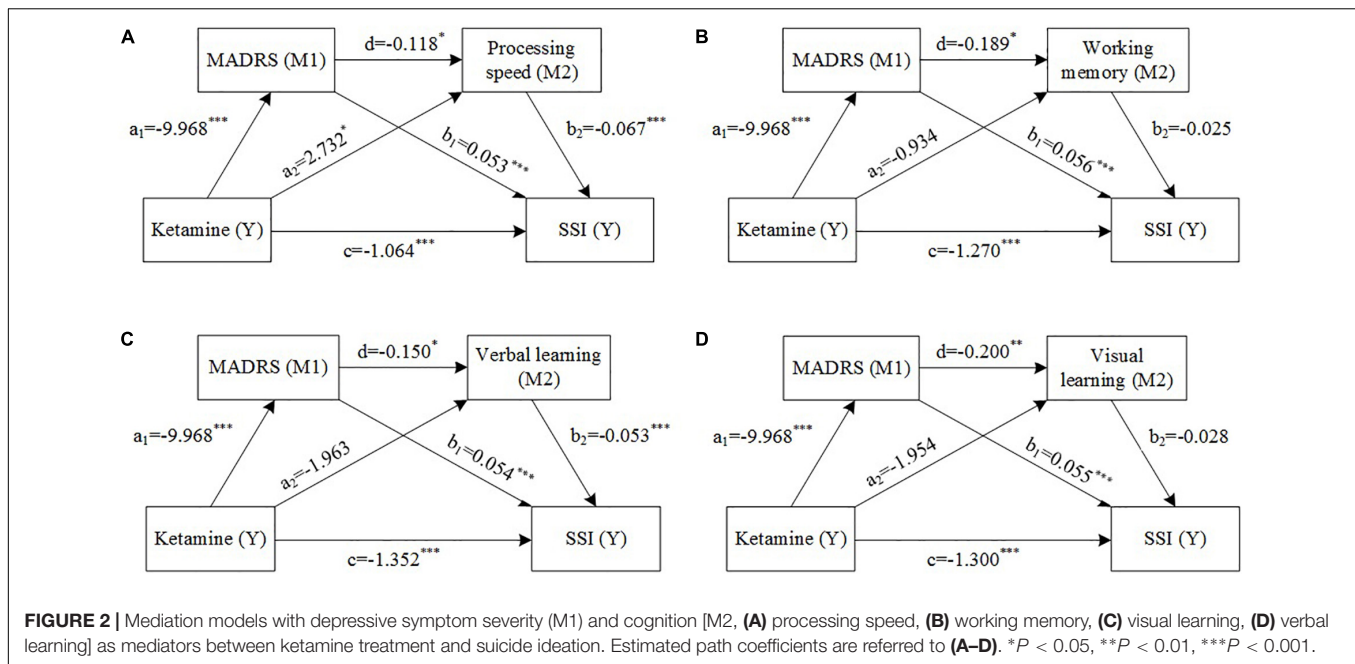 A
MADRS (M1)
d=-0.118*
Processing
speed (M2)
a₁=-9.968***
a₂=2.732*
b₁=0.053***
b₂=-0.067***
Ketamine (Y)
c=-1.064***
SSI (Y)
B
MADRS (M1)
d=-0.189*
Working
memory (M2)
a₁=-9.968***
a₂=-0.934
b₁=0.056***
b₂=-0.025
Ketamine (Y)
c=-1.270***
SSI (Y)
C
MADRS (M1)
d=-0.150*
Verbal learning
(M2)
a₁=-9.968***
a₂=-1.963
b₁=0.054***
b₂=-0.053***
Ketamine (Y)
c=-1.352***
SSI (Y)
D
MADRS (M1)
d=-0.200**
Visual
learning (M2)
a₁=-9.968***
a₂=-1.954
b₁=0.055***
b₂=-0.028
Ketamine (Y)
c=-1.300***
SSI (Y)
FIGURE 2 | Mediation models with depressive symptom severity (M1) and cognition [M2, (A) processing speed, (B) working memory, (C) visual learning, (D) verbal
learning] as mediators between ketamine treatment and suicide ideation. Estimated path coefficients are referred to (A–D). *P < 0.05, **P < 0.01, ***P < 0.001.